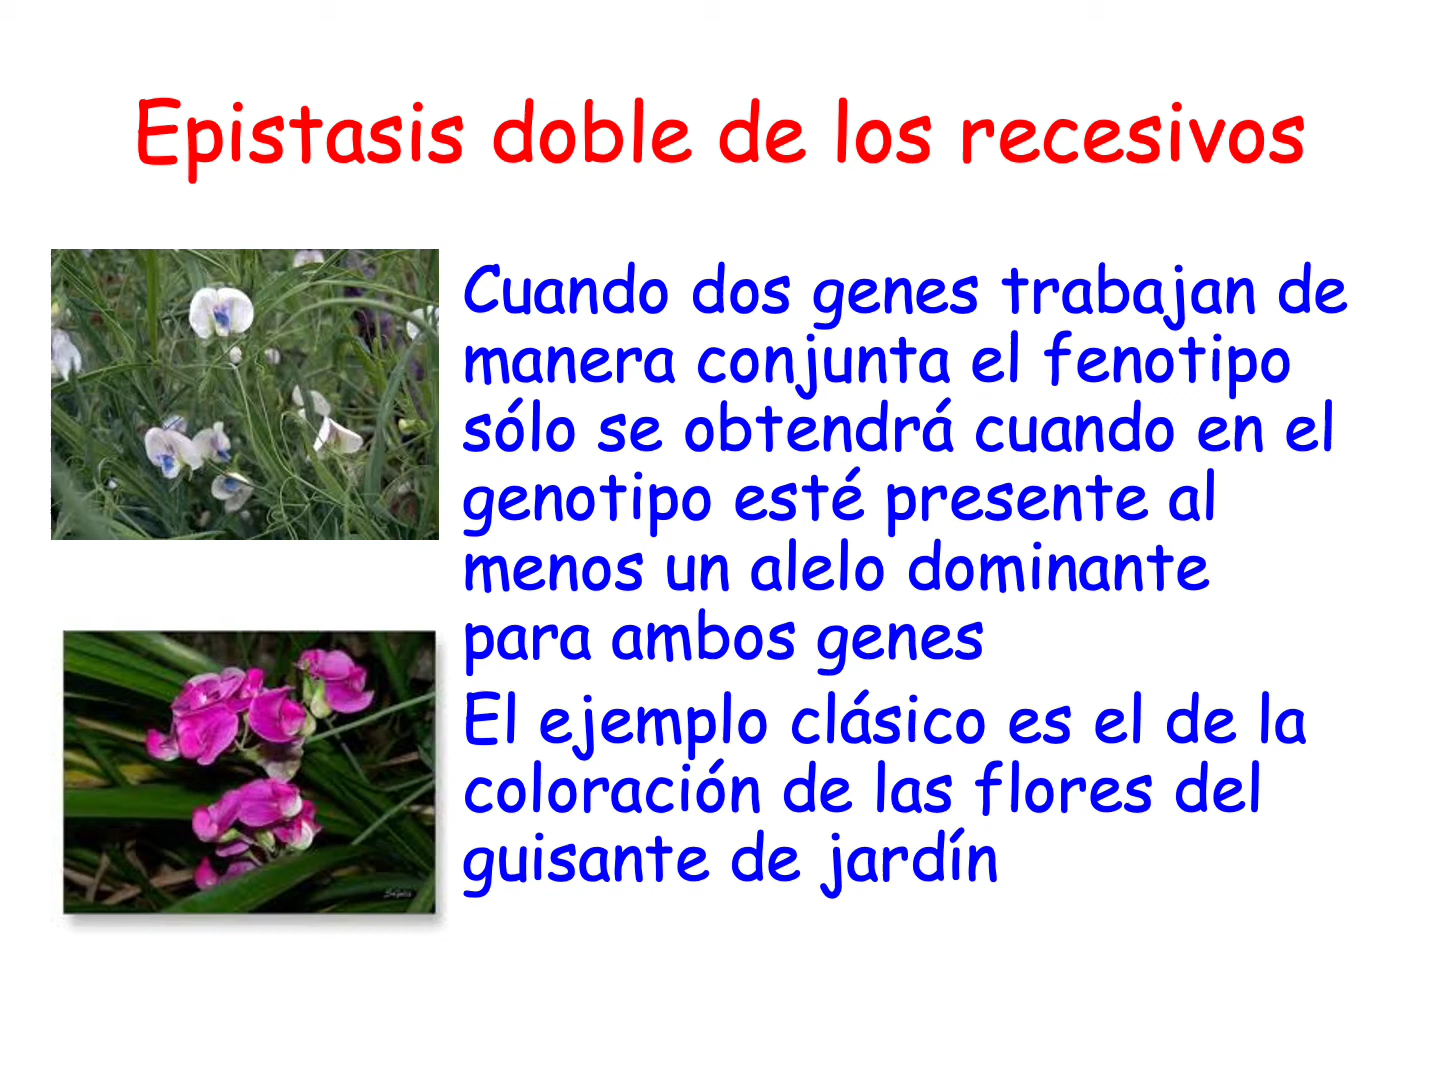 Epistasis doble de los recesivos
Cuando dos genes trabajan de
manera conjunta el fenotipo
sólo se obtendrá cuando en el
genotipo esté presente al
menos un alelo dominante
para ambos genes
El ejemplo clásico es el de la
coloración de las flores del
guisante de jardín